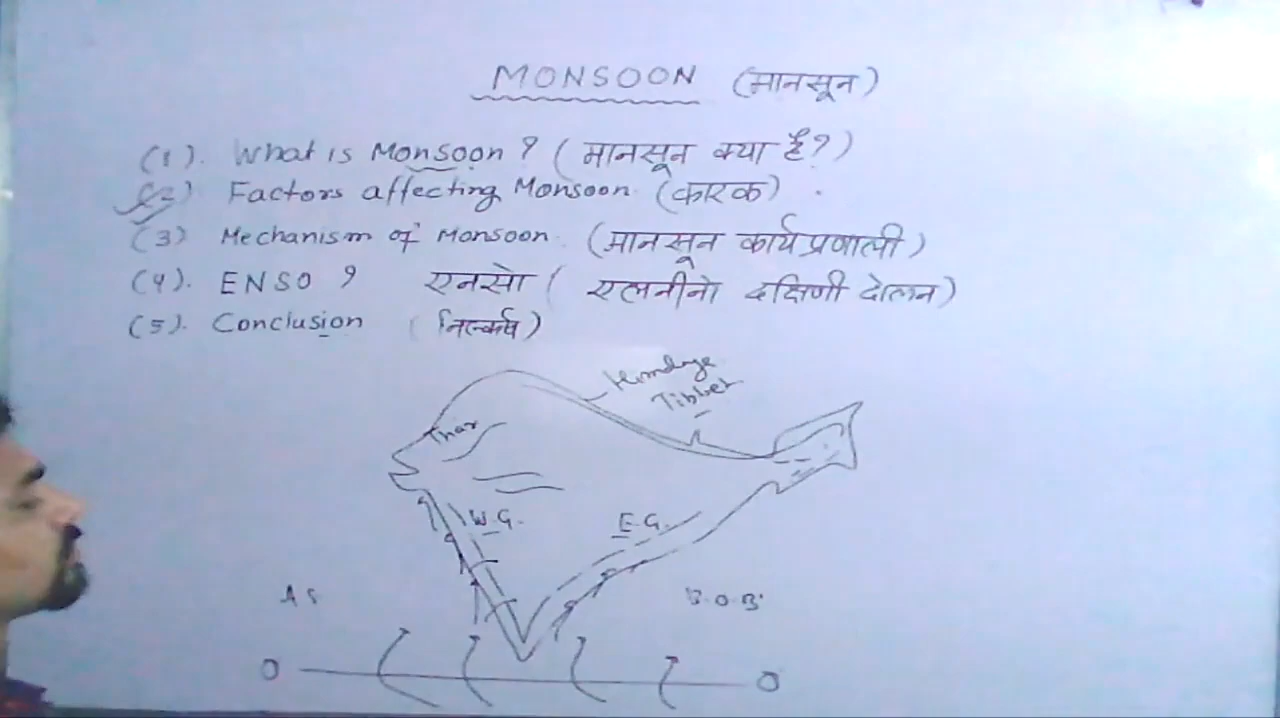 MONSOON (मानसून)
(1). What is Monsoon ? (मानसून क्या है?)
(2) Factors affecting Monsoon. (कारक).
(3) Mechanism of Monsoon. (मानसून कार्यप्रणाली)
(4). ENSO ? एनसो ( एलनीनो दक्षिणी दोलन)
(5). Conclusion (निष्कर्ष)
Himalaya
Tibbet
Thar
W.G.
E.G.
A S
B.O.B.
0 0